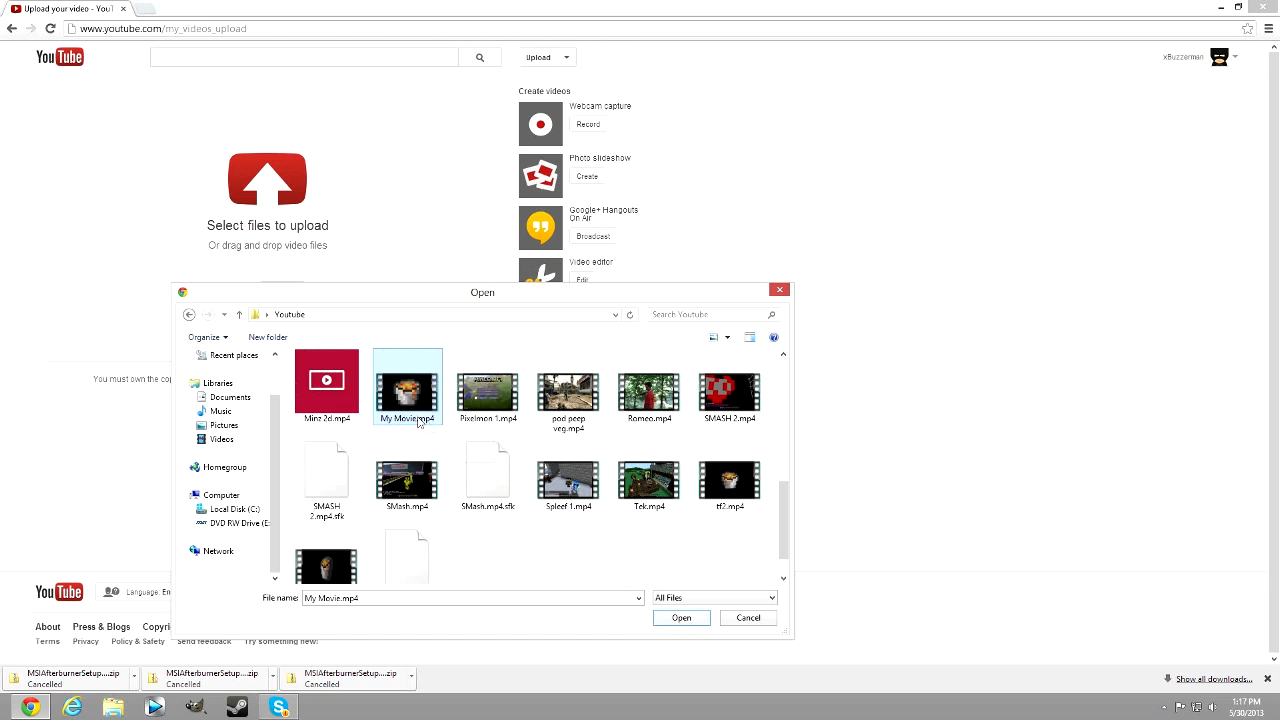 Upload your video - YouT
www.youtube.com/my_videos_upload
YouTube
Upload
xBuzzerman
Create videos
Webcam capture
Record
Photo slideshow
Create
Google+ Hangouts
On Air
Broadcast
Video editor
Edit
Select files to upload
Or drag and drop video files
Open
Youtube
Search Youtube
Organize
New folder
Recent places
Libraries
Documents
Music
Pictures
Videos
Homegroup
Computer
Local Disk (C:)
DVD RW Drive (E:
Network
Minz 2d.mp4
My Movie.mp4
Pixelmon 1.mp4
pod peep
veg.mp4
Romeo.mp4
SMASH 2.mp4
SMASH
2.mp4.sfk
SMash.mp4
SMash.mp4.sfk
Spleef 1.mp4
Tek.mp4
tf2.mp4
You must own the cop
File name:
My Movie.mp4
All Files
Open
Cancel
YouTube
Language: En
About
Press & Blogs
Copyri
Terms
Privacy
Policy & Safety
Send feedback
Try something new!
MSIAfterburnerSetup....zip
Cancelled
MSIAfterburnerSetup....zip
Cancelled
MSIAfterburnerSetup....zip
Cancelled
Show all downloads...
1:17 PM
5/30/2013